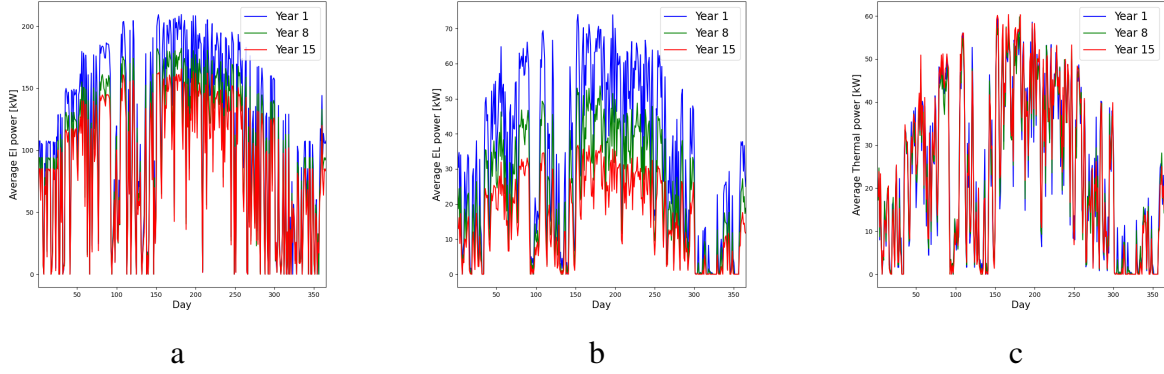 Average El power [kW]
200
150
100
50
0
50 100 150 200 250 300 350
Day
Year 1
Year 8
Year 15
a
Average EL power [kW]
70
60
50
40
30
20
10
0
50 100 150 200 250 300 350
Day
Year 1
Year 8
Year 15
b
Average Thermal power [kW]
60
50
40
30
20
10
0
50 100 150 200 250 300 350
Day
Year 1
Year 8
Year 15
c